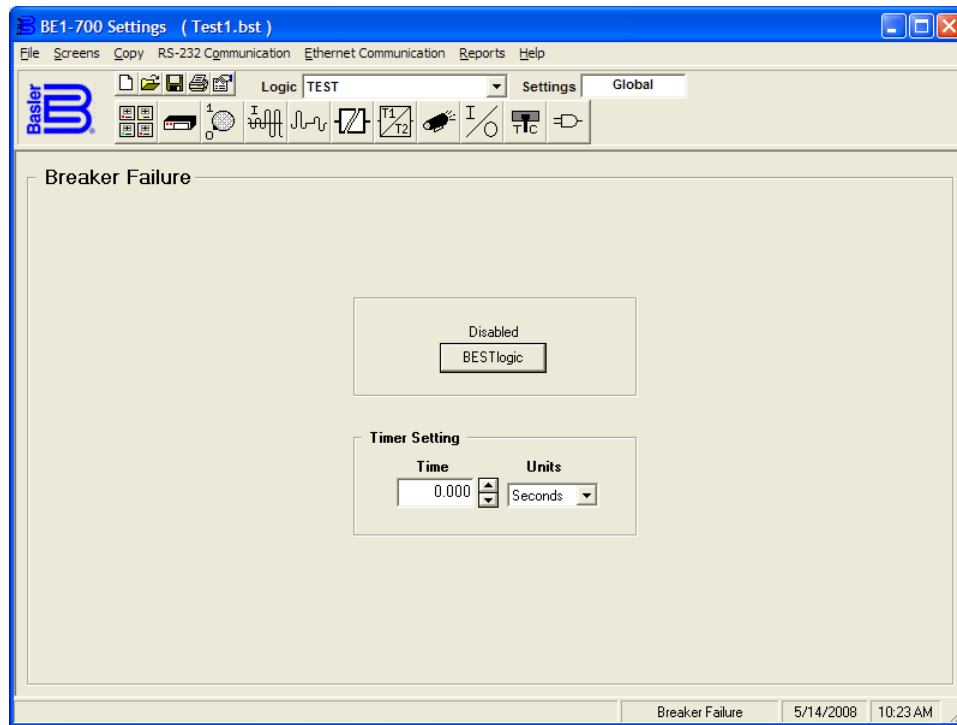 BE1-700 Settings ( Test1.bst )
File Screens Copy RS-232 Communication Ethernet Communication Reports Help
Basler
Logic TEST Settings Global
1
0
I
T1
T2
I
O
T C
Breaker Failure
Disabled
BESTlogic
Timer Setting
Time Units
0.000 Seconds
Breaker Failure 5/14/2008 10:23 AM